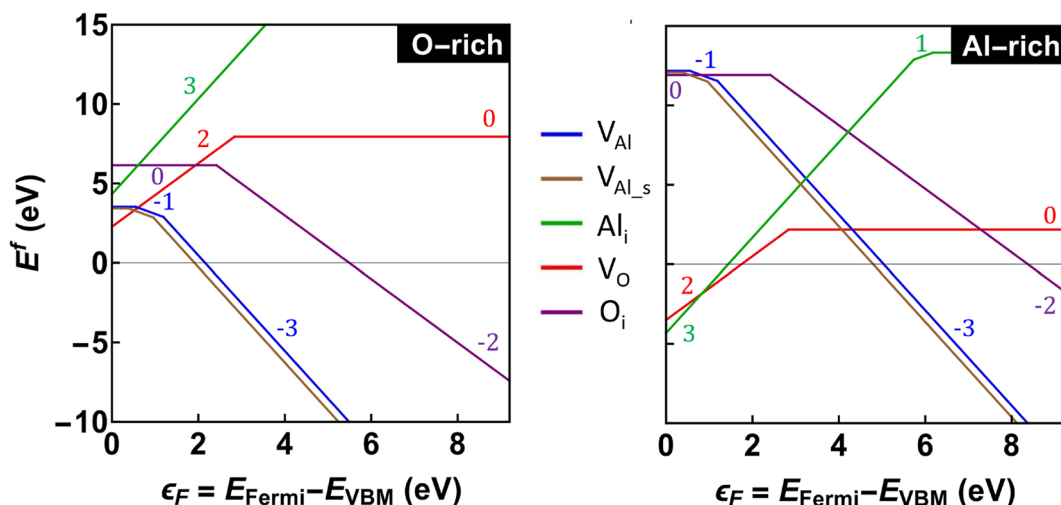 O–rich
Al–rich
15
10
5
0
−5
−10
E^f (eV)
3
2
0
0
-1
-3
-2
V_Al
V_Al_s
Al_i
V_O
O_i
1
-1
0
0
2
3
-2
-3
0 2 4 6 8
0 2 4 6 8
ϵ_F = E_Fermi−E_VBM (eV)
ϵ_F = E_Fermi−E_VBM (eV)